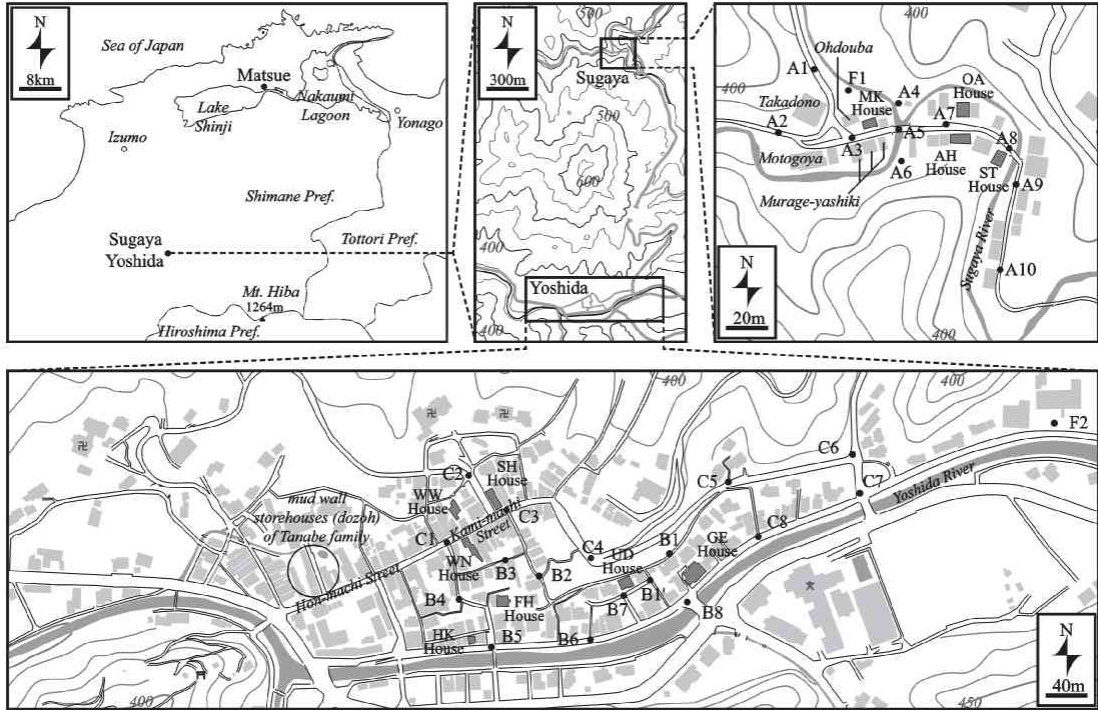 N
8km
Sea of Japan
Matsue
Lake
Shinji
Nakaumi
Lagoon
Yonago
Izumo
Shimane Pref.
Tottori Pref.
Sugaya
Yoshida
Mt. Hiba
1264m
Hiroshima Pref.
N
300m
500
Sugaya
500
600
400
Yoshida
400
N
20m
400
400
Ohdouba
A1
F1
A4
OA
House
MK
House
Takadono
A2
A7
A5
A3
A8
Motogoya
A6
AH
House
ST
House
A9
Murage-yashiki
Sugaya River
A10
400
400
F2
卍
卍
C6
C2
SH
House
C5
C7
Yoshida River
mud wall
storehouses (dozoh)
of Tanabe family
WW
House
Kami-machi
Street
C3
C8
C1
GE
House
B1
C4
UD
House
WN
House
B3
B2
Hon-machi Street
B1'
B4
FH
House
B7
B8
HK
House
B5
B6
N
40m
400
450